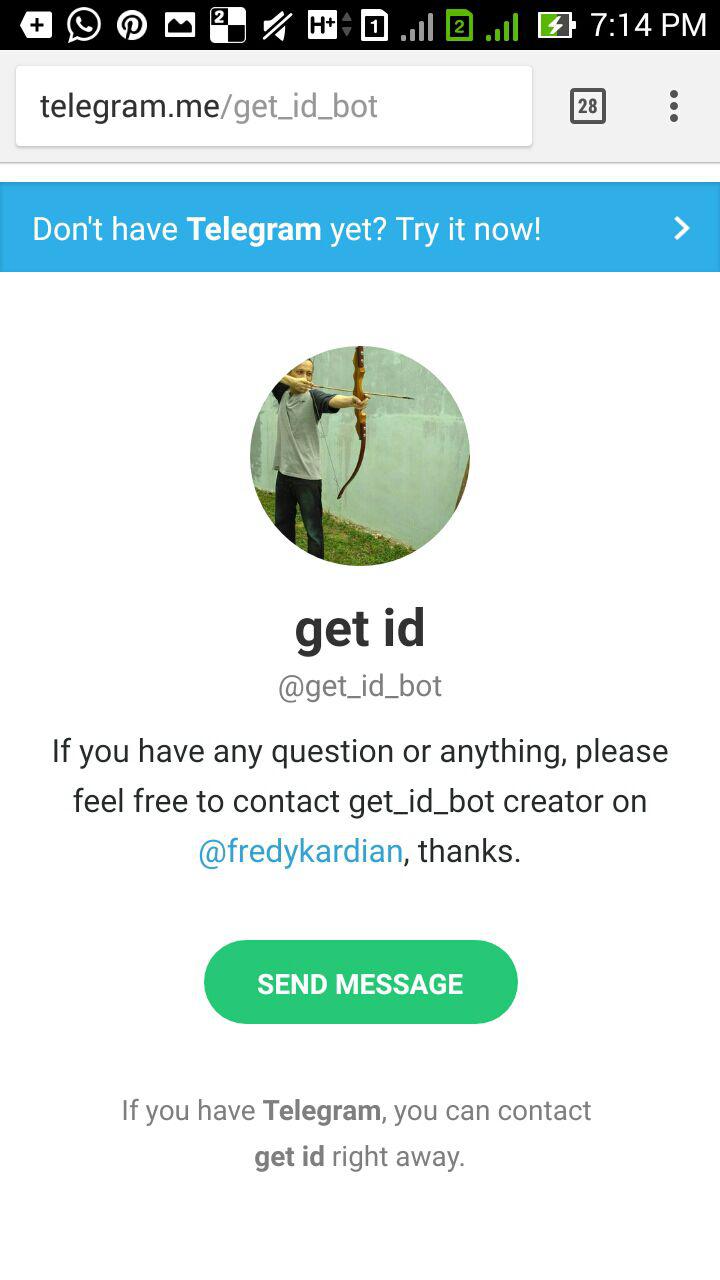 2 H+ 1 2 7:14 PM
telegram.me/get_id_bot 28
Don't have Telegram yet? Try it now!
get id
@get_id_bot
If you have any question or anything, please
feel free to contact get_id_bot creator on
@fredykardian, thanks.
SEND MESSAGE
If you have Telegram, you can contact
get id right away.